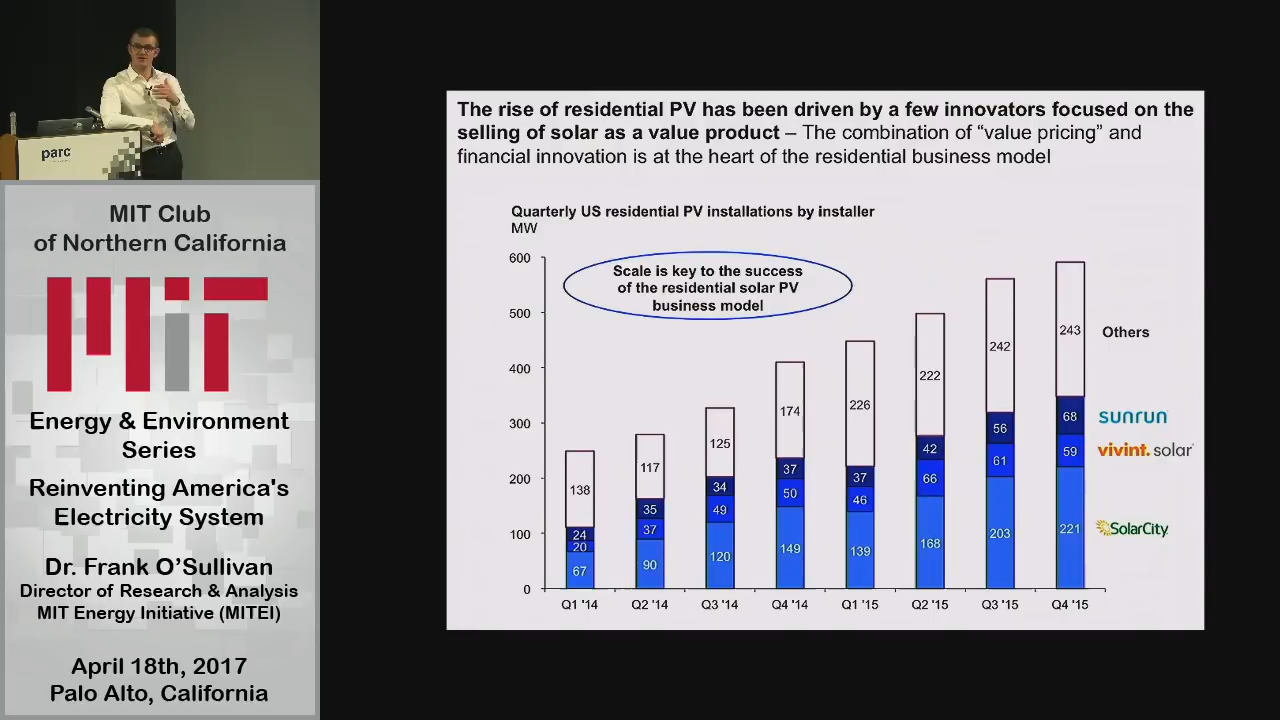 parc
MIT Club
of Northern California
MIT
Energy & Environment
Series
Reinventing America's
Electricity System
Dr. Frank O’Sullivan
Director of Research & Analysis
MIT Energy Initiative (MITEI)
April 18th, 2017
Palo Alto, California
The rise of residential PV has been driven by a few innovators focused on the
selling of solar as a value product – The combination of “value pricing” and
financial innovation is at the heart of the residential business model
Quarterly US residential PV installations by installer
MW
Scale is key to the success
of the residential solar PV
business model
600
500
400
300
200
100
0
138
24
20
67
117
35
37
90
125
34
49
120
174
37
50
149
226
37
46
139
222
42
66
168
242
56
61
203
243
68
59
221
Others
sunrun
vivint. solar
SolarCity
Q1 '14 Q2 '14 Q3 '14 Q4 '14 Q1 '15 Q2 '15 Q3 '15 Q4 '15